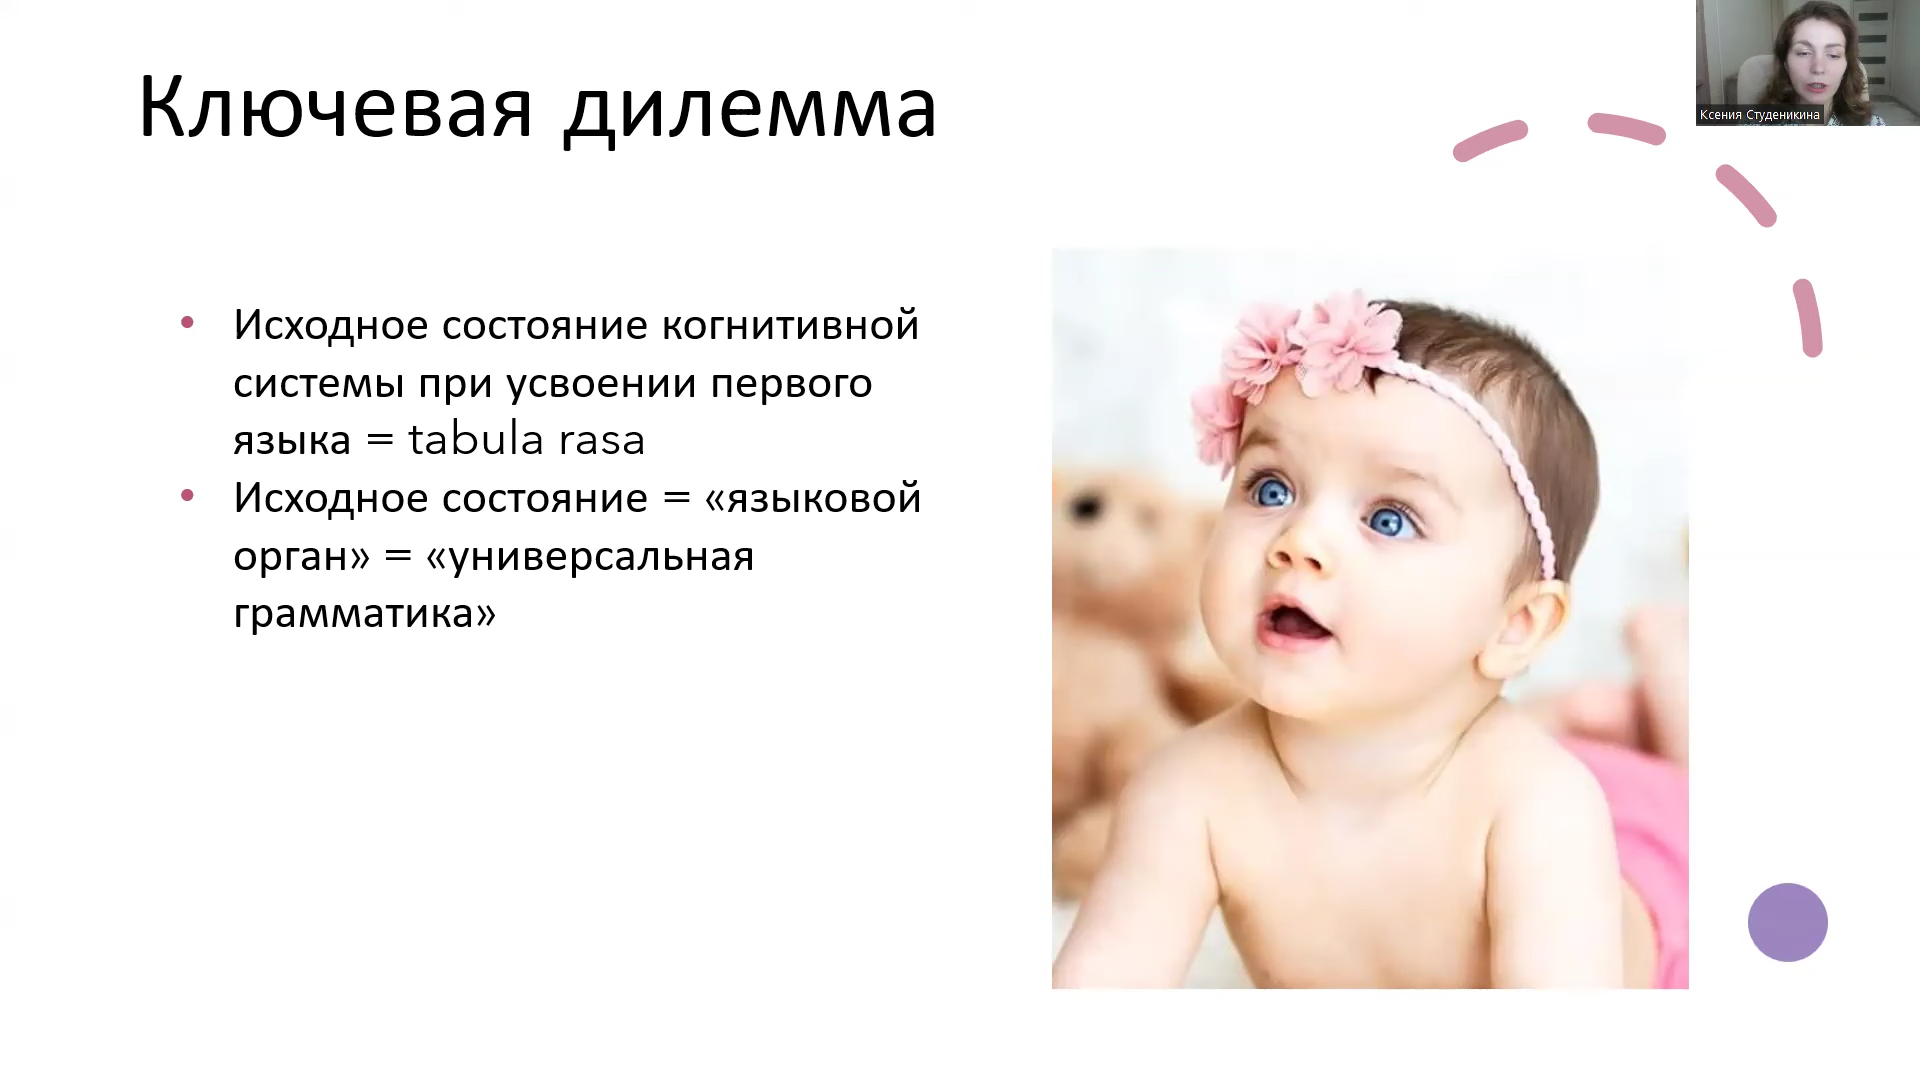 Ключевая дилемма
Ксения Студеникина
• Исходное состояние когнитивной
системы при усвоении первого
языка = tabula rasa
• Исходное состояние = «языковой
орган» = «универсальная
грамматика»